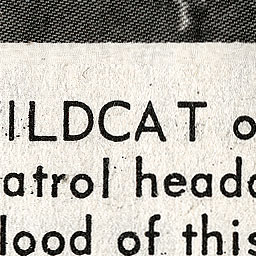 ILDCAT o
atrol head
lood of this